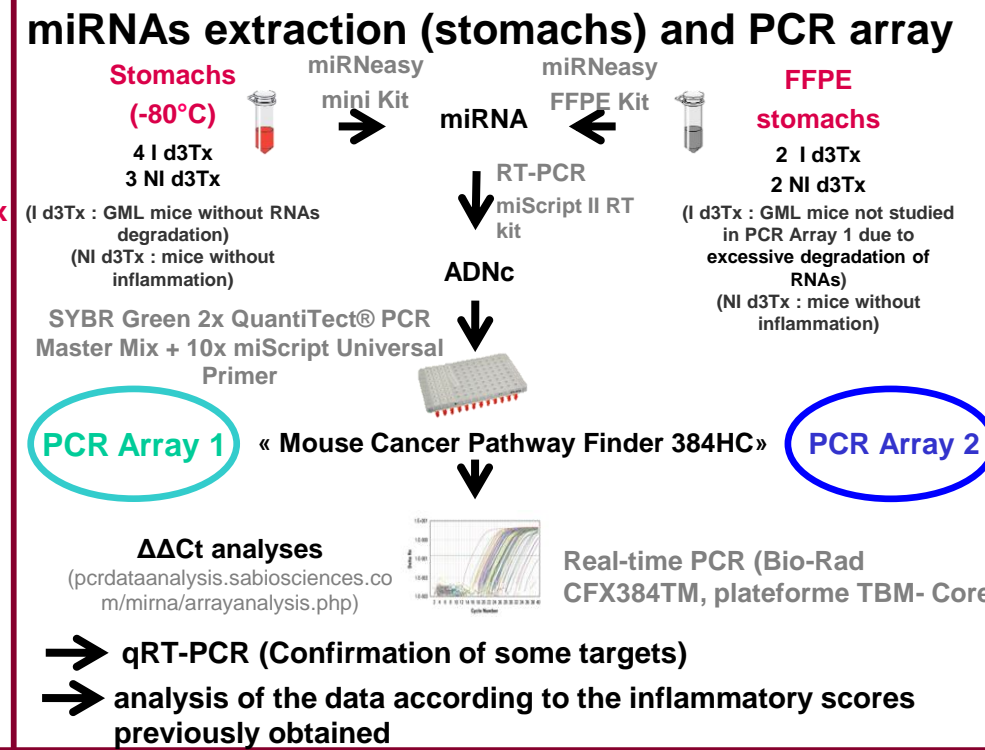 miRNAs extraction (stomachs) and PCR array
Stomachs
(-80°C)
4 I d3Tx
3 NI d3Tx
(I d3Tx : GML mice without RNAs
degradation)
(NI d3Tx : mice without
inflammation)
miRNeasy
mini Kit
miRNA
miRNeasy
FFPE Kit
FFPE
stomachs
2 I d3Tx
2 NI d3Tx
(I d3Tx : GML mice not studied
in PCR Array 1 due to
excessive degradation of
RNAs)
(NI d3Tx : mice without
inflammation)
x
RT-PCR
miScript II RT
kit
ADNc
SYBR Green 2x QuantiTect® PCR
Master Mix + 10x miScript Universal
Primer
PCR Array 1
« Mouse Cancer Pathway Finder 384HC»
PCR Array 2
ΔΔCt analyses
(pcrdataanalysis.sabiosciences.co
m/mirna/arrayanalysis.php)
Cycle Number
Real-time PCR (Bio-Rad
CFX384TM, plateforme TBM- Core
qRT-PCR (Confirmation of some targets)
analysis of the data according to the inflammatory scores
previously obtained